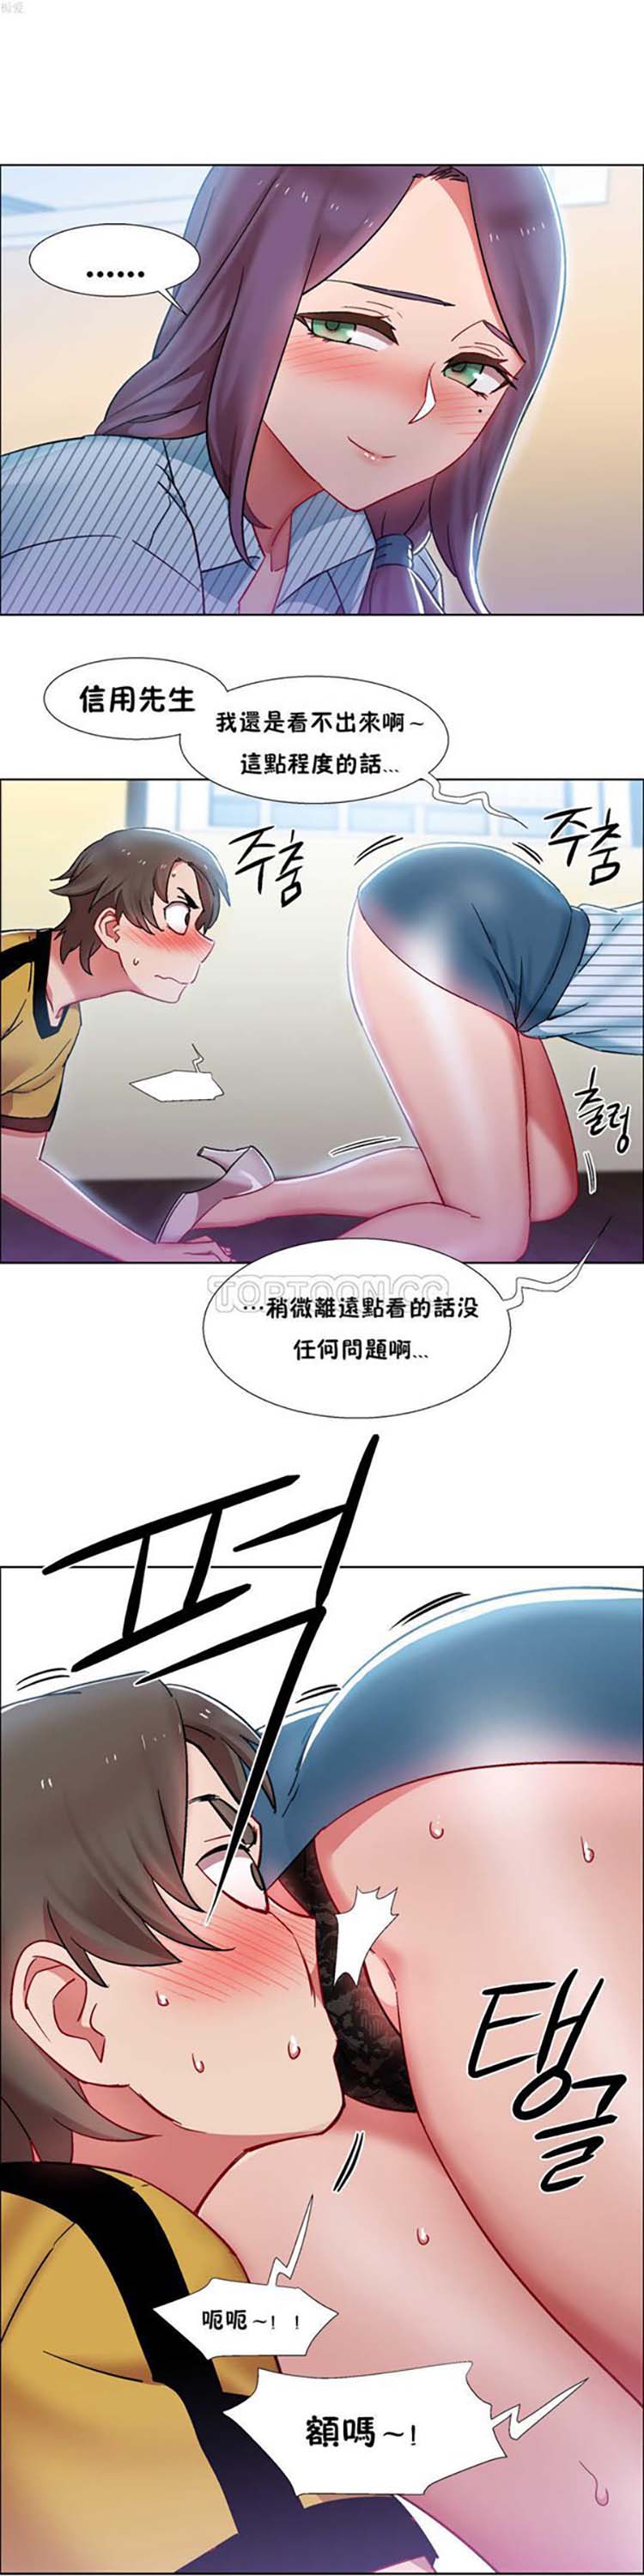 ......
信用先生
我還是看不出來啊~
這點程度的話...
주춤
주춤
출렁
TOPTOON.CC
...稍微離遠點看的話没
任何問題啊...
퍽
탱글
呃呃~！！
額嗎~!